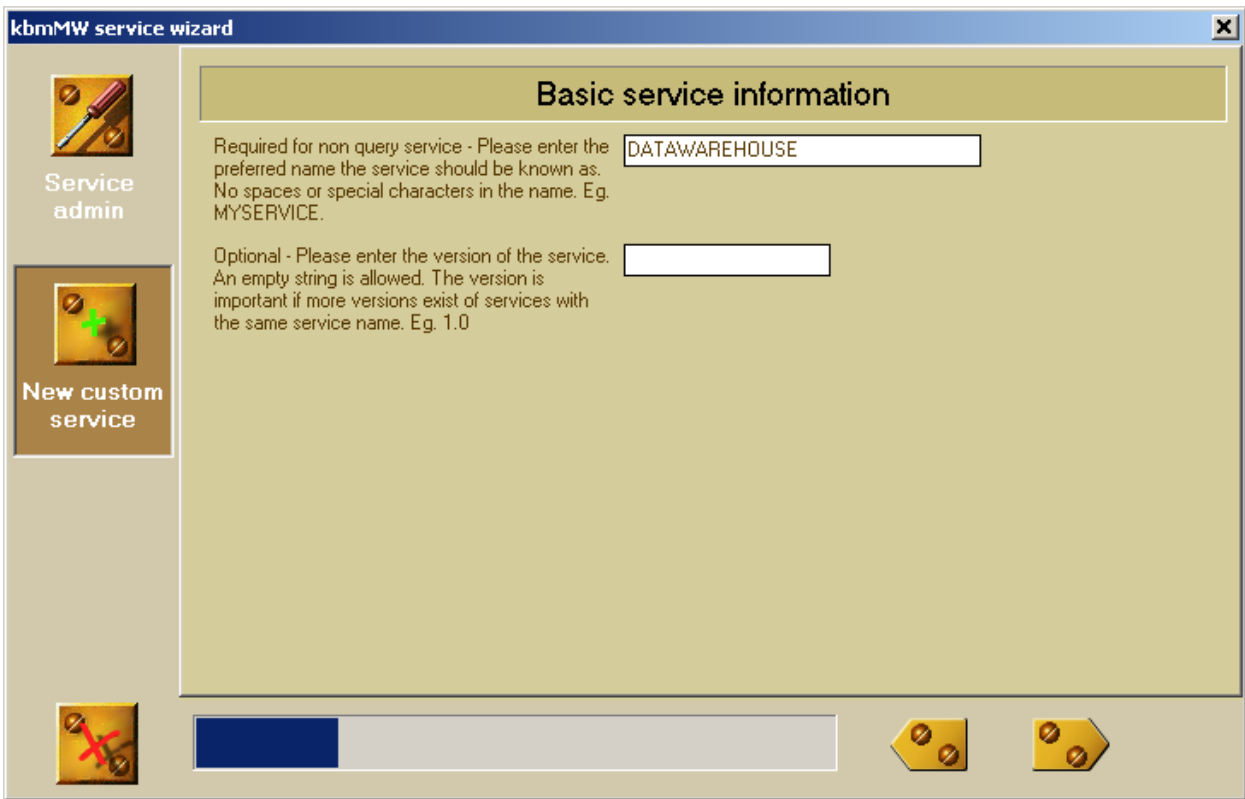 kbmMW service wizard
Service
admin
New custom
service
Basic service information
Required for non query service - Please enter the
preferred name the service should be known as.
No spaces or special characters in the name. Eg.
MYSERVICE.
DATAWAREHOUSE
Optional - Please enter the version of the service.
An empty string is allowed. The version is
important if more versions exist of services with
the same service name. Eg. 1.0